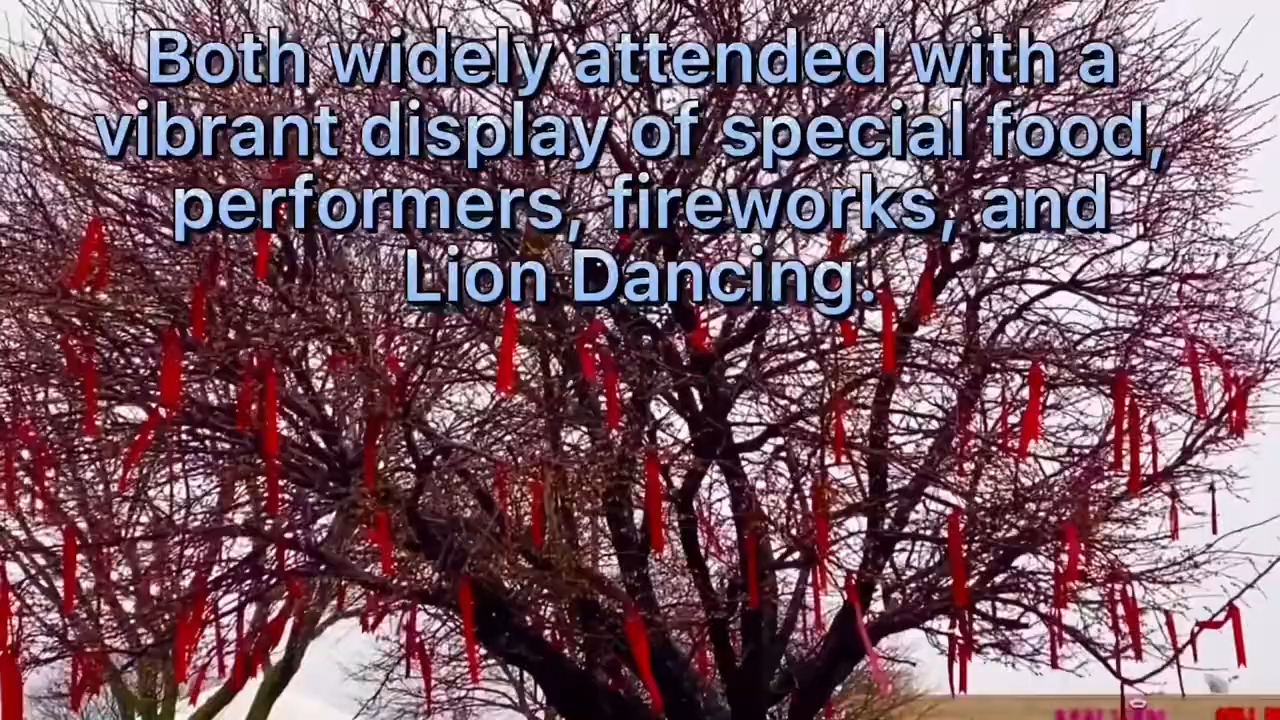 Both widely attended with a
vibrant display of special food,
performers, fireworks, and
Lion Dancing.